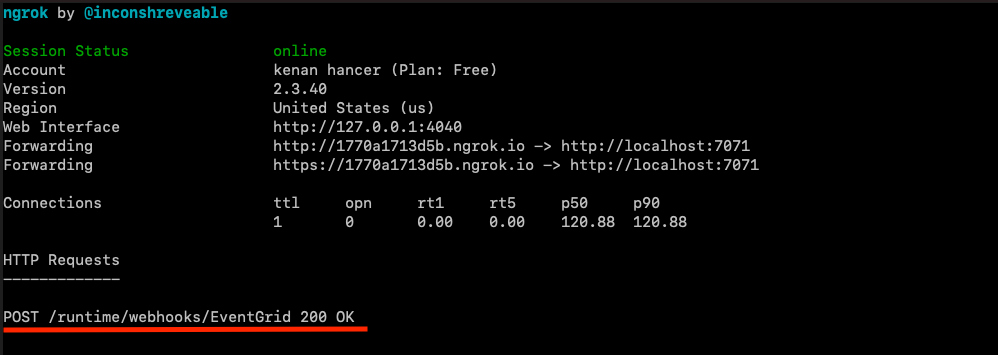 ngrok by @inconshreveable
Session Status online
Account kenan hancer (Plan: Free)
Version 2.3.40
Region United States (us)
Web Interface http://127.0.0.1:4040
Forwarding http://1770a1713d5b.ngrok.io -> http://localhost:7071
Forwarding https://1770a1713d5b.ngrok.io -> http://localhost:7071
Connections ttl opn rt1 rt5 p50 p90
1 0 0.00 0.00 120.88 120.88
HTTP Requests
-------------
POST /runtime/webhooks/EventGrid 200 OK